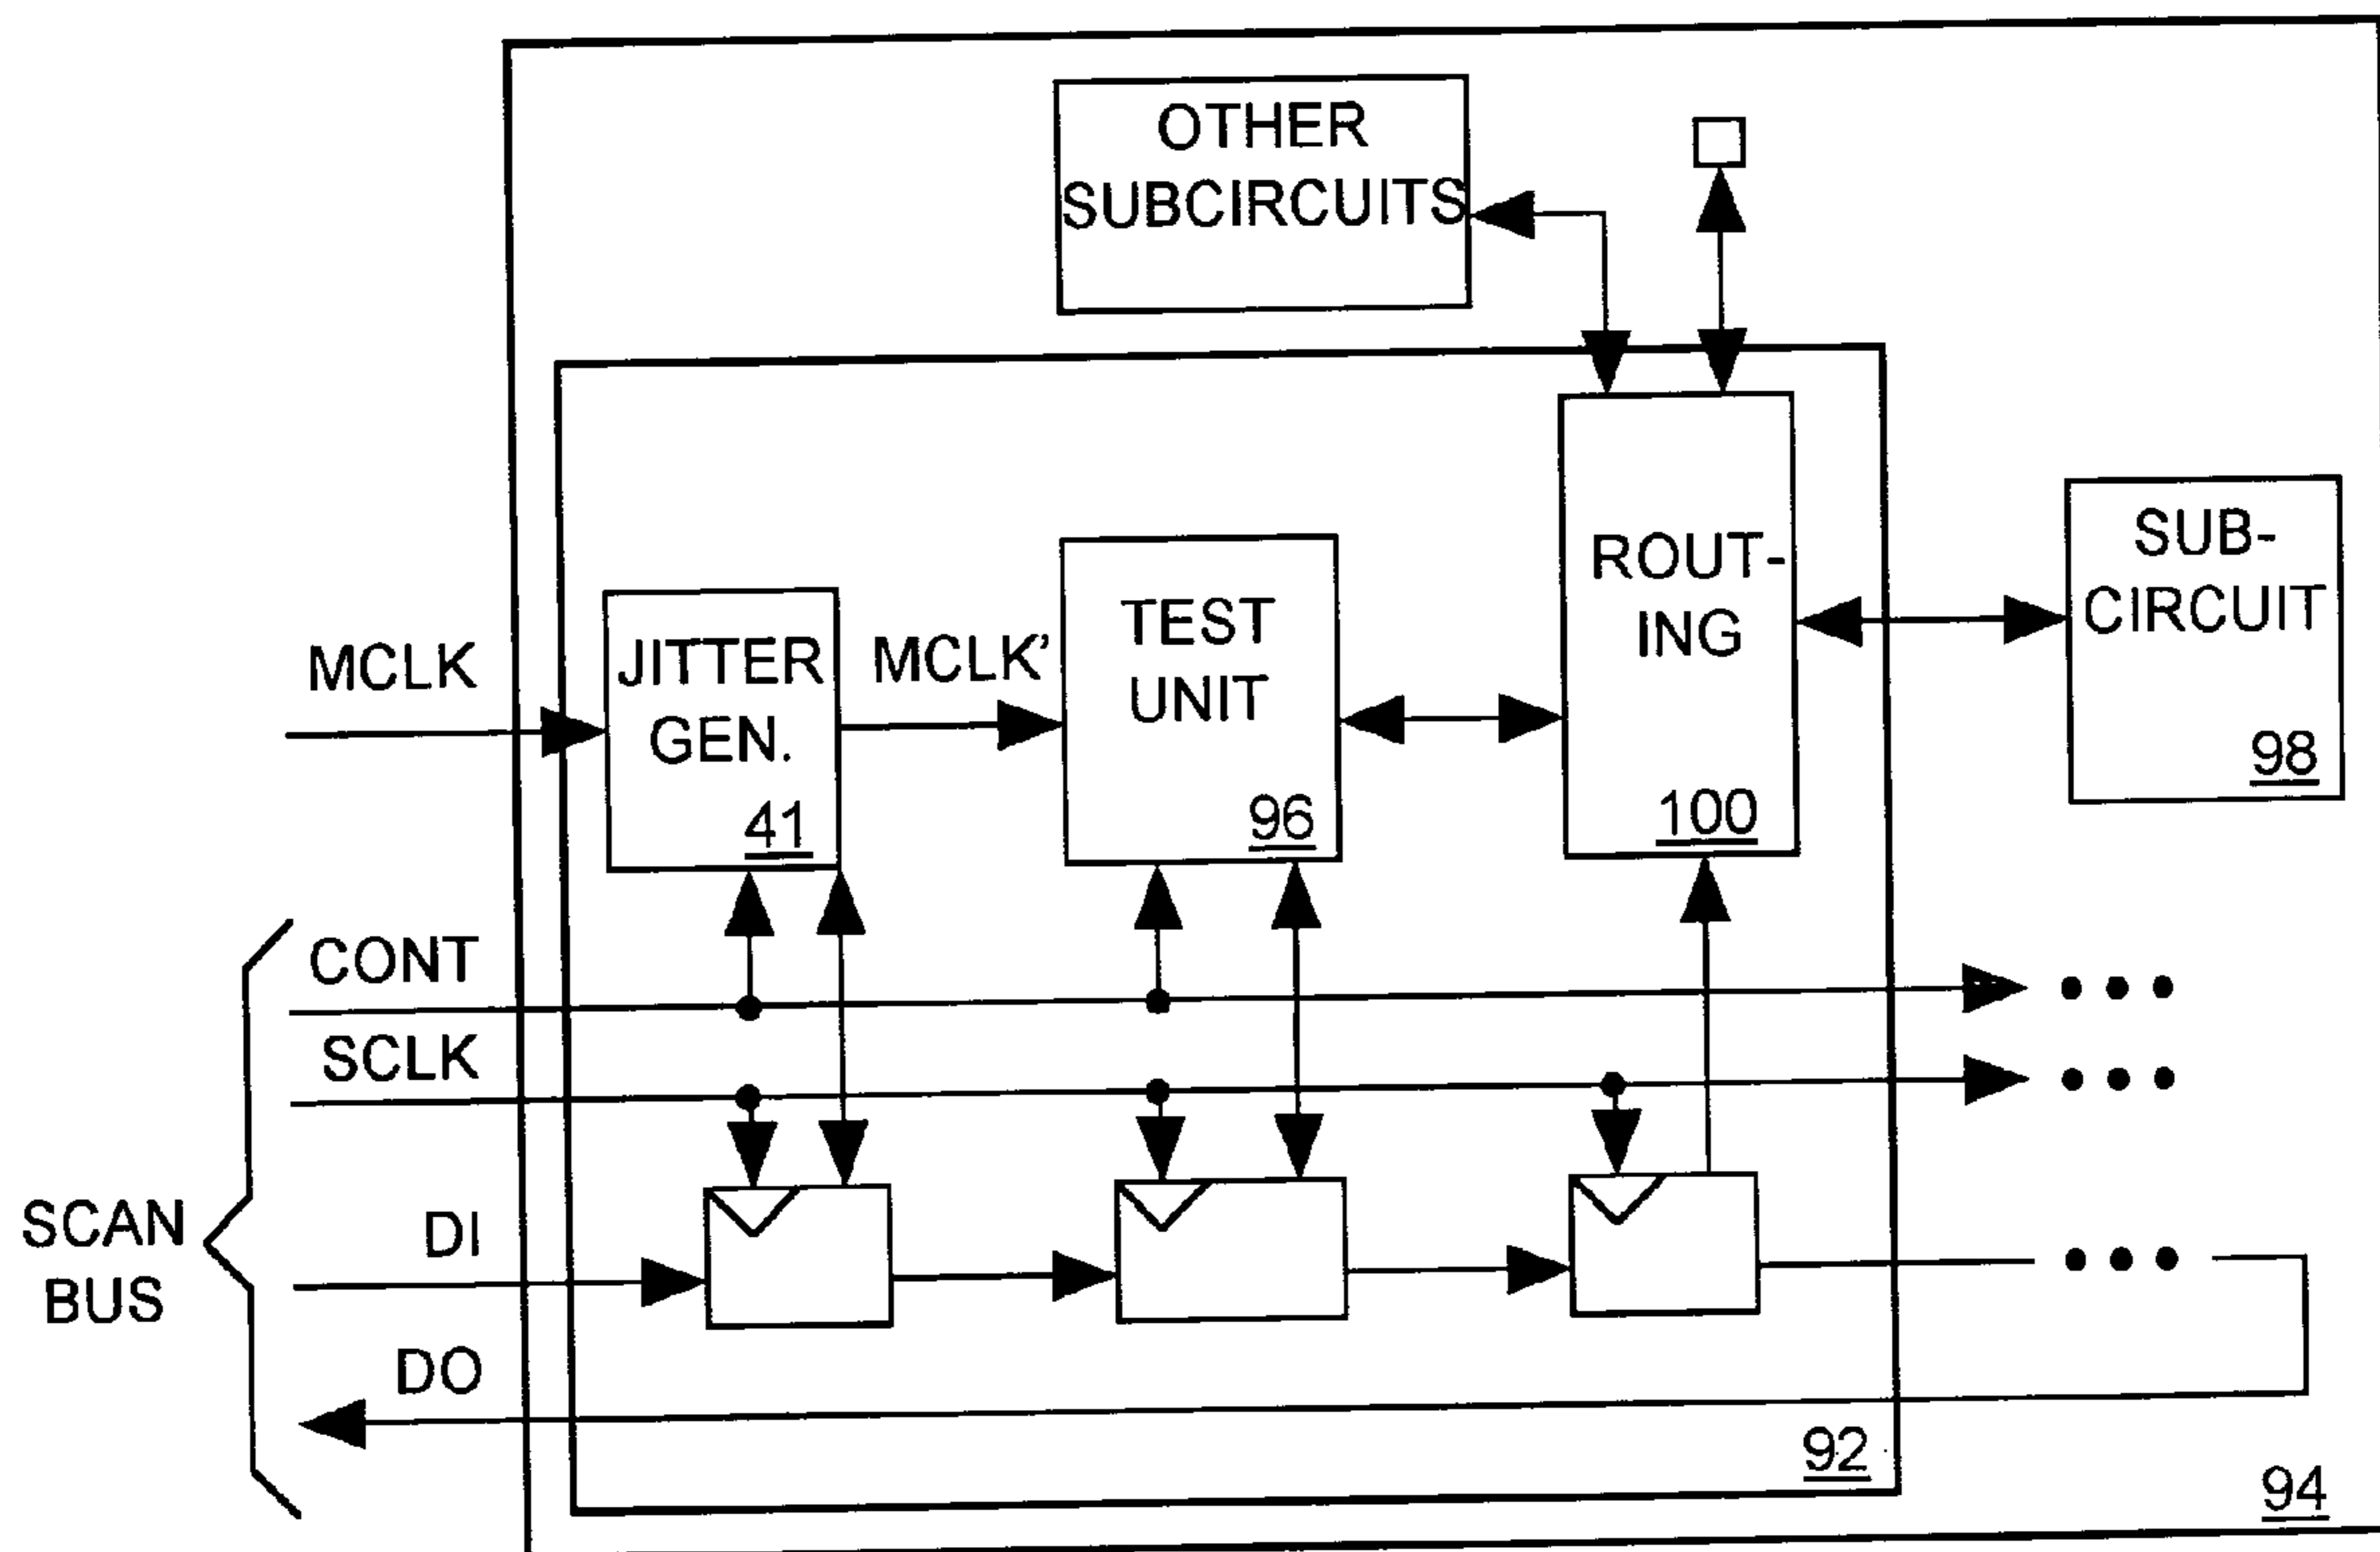 OTHER
SUBCIRCUITS
ROUT-
ING
100
SUB-
CIRCUIT
98
TEST
UNIT
96
MCLK
JITTER
GEN.
41
MCLK'
CONT
SCLK
SCAN
BUS
DI
DO
92
94